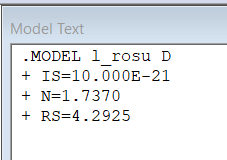 Model Text
.MODEL l_rosu D
+ IS=10.000E-21
+ N=1.7370
+ RS=4.2925